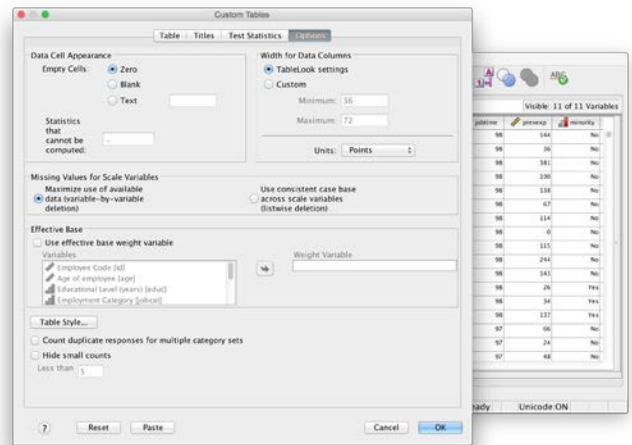 Custom Tables
Table Titles Test Statistics Options
Data Cell Appearance
Empty Cells: Zero
Blank
Text
Statistics
that
cannot be
computed:
.
Width for Data Columns
TableLook settings
Custom
Minimum: 36
Maximum: 72
Units: Points
Missing Values for Scale Variables
Maximize use of available
data (variable-by-variable
deletion)
Use consistent case base
across scale variables
(listwise deletion)
Effective Base
Use effective base weight variable
Variables
Employee Code [id]
Age of employee [age]
Educational Level (years) [educ]
Employment Category [jobcat]
Weight Variable
Table Style...
Count duplicate responses for multiple category sets
Hide small counts
Less than 5
? Reset Paste Cancel OK
Visible: 11 of 11 Variables
jobtime prevexp minority
98 144 No
98 36 No
98 381 No
98 190 No
98 138 No
98 67 No
98 114 No
98 0 No
98 115 No
98 244 No
98 143 No
98 26 Yes
98 34 Yes
98 137 Yes
97 66 No
97 24 No
97 48 No
eady Unicode:ON